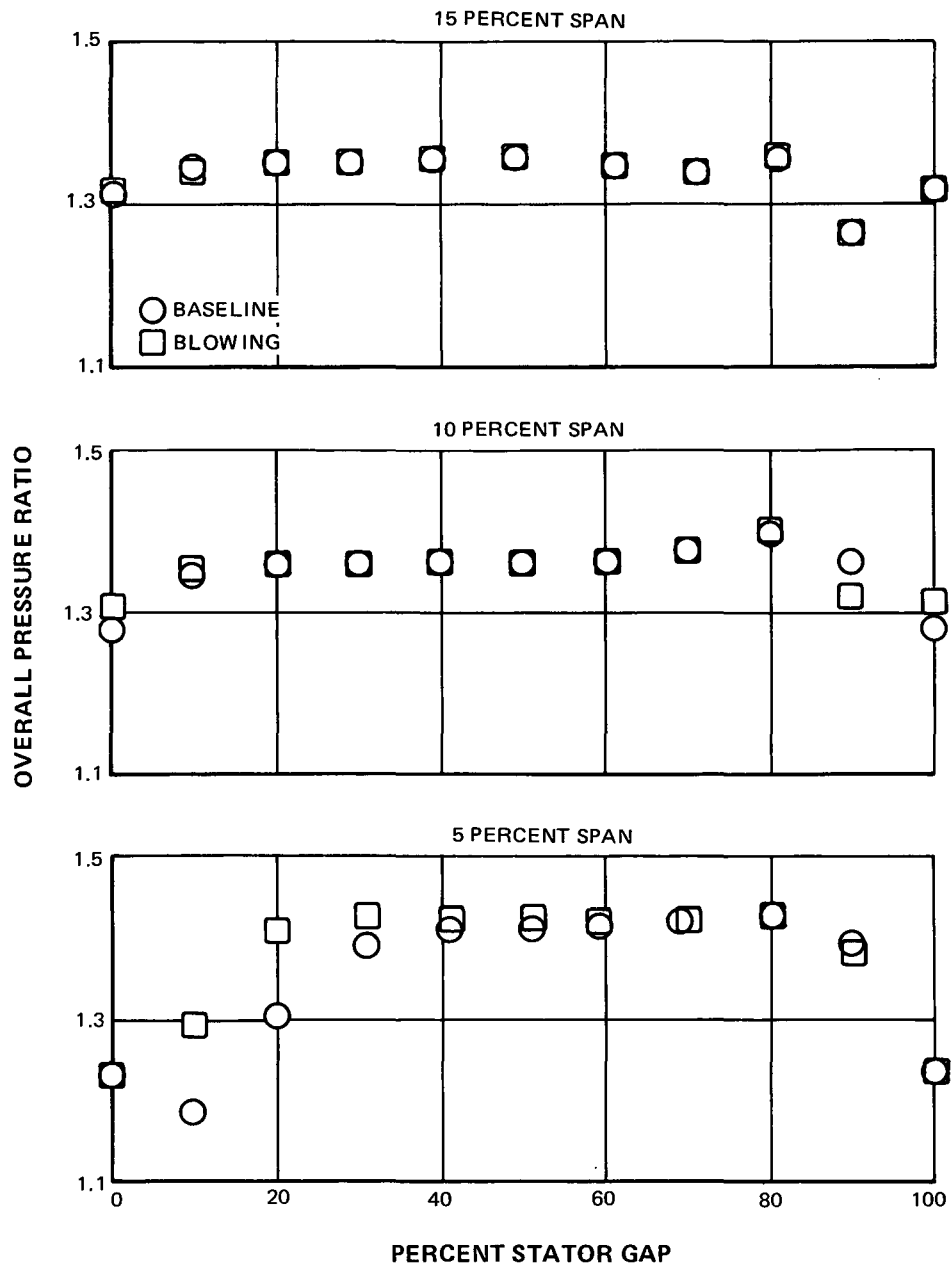 15 PERCENT SPAN
1.5
1.3
BASELINE
BLOWING
1.1
10 PERCENT SPAN
1.5
1.3
1.1
OVERALL PRESSURE RATIO
5 PERCENT SPAN
1.5
1.3
1.1
0 20 40 60 80 100
PERCENT STATOR GAP